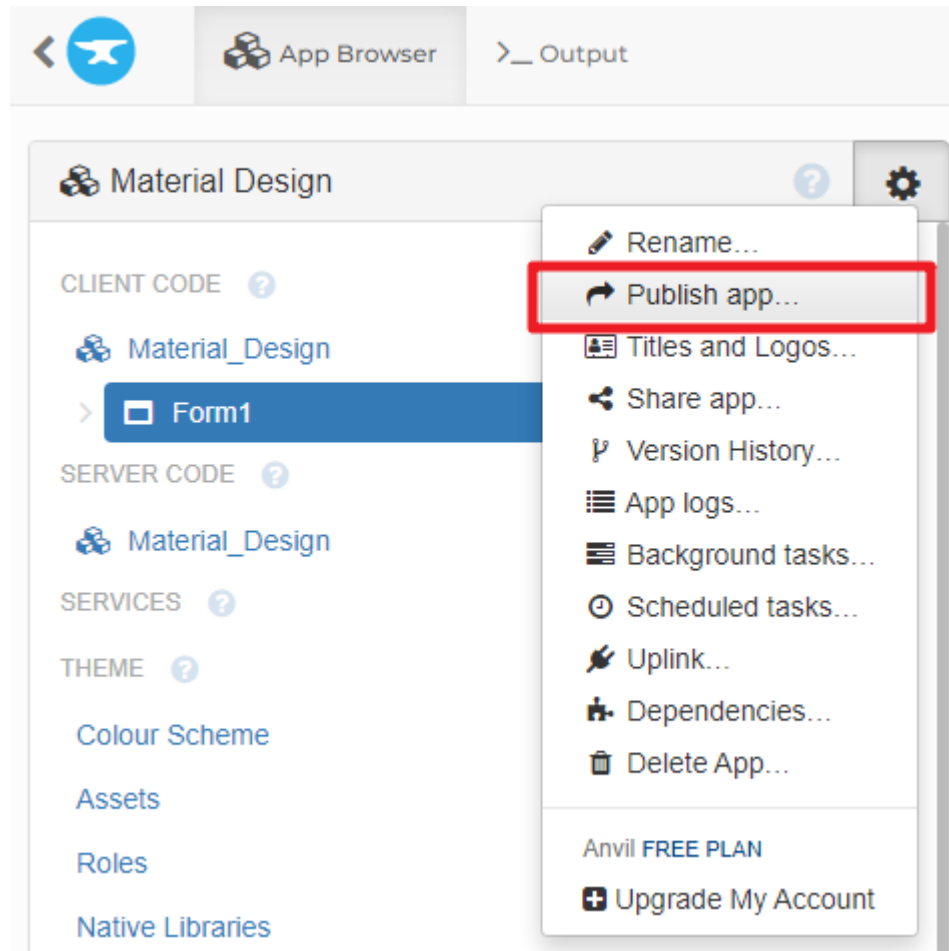 App Browser
Output
Material Design
?
CLIENT CODE ?
Material_Design
Form1
SERVER CODE ?
Material_Design
SERVICES ?
THEME ?
Colour Scheme
Assets
Roles
Native Libraries
Rename...
Publish app...
Titles and Logos...
Share app...
Version History...
App logs...
Background tasks...
Scheduled tasks...
Uplink...
Dependencies...
Delete App...
Anvil FREE PLAN
Upgrade My Account